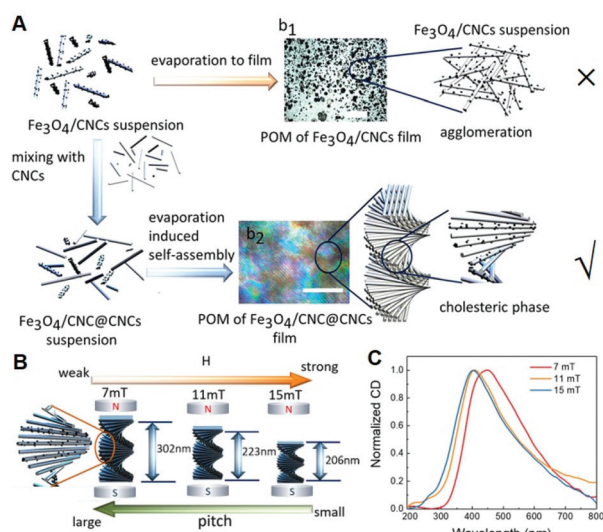 A
b1
Fe3O4/CNCs suspension
evaporation to film
Fe3O4/CNCs suspension
POM of Fe3O4/CNCs film
agglomeration
×
mixing with
CNCs
evaporation
induced
self-assembly
b2
√
Fe3O4/CNC@CNCs
suspension
POM of Fe3O4/CNC@CNCs
film
cholesteric phase
B
H
weak
strong
7mT
11mT
15mT
N
N
N
302nm
223nm
206nm
S
S
S
large
pitch
small
C
Normalized CD
1.0
0.8
0.6
0.4
0.2
0.0
7 mT
11 mT
15 mT
200
300
400
500
600
700
800
Wavelength (nm)